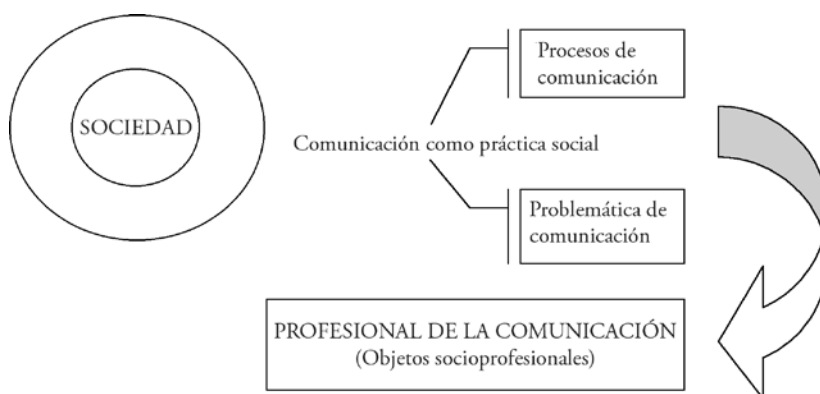 Procesos de
comunicación
SOCIEDAD
Comunicación como práctica social
Problemática de
comunicación
PROFESIONAL DE LA COMUNICACIÓN
(Objetos socioprofesionales)